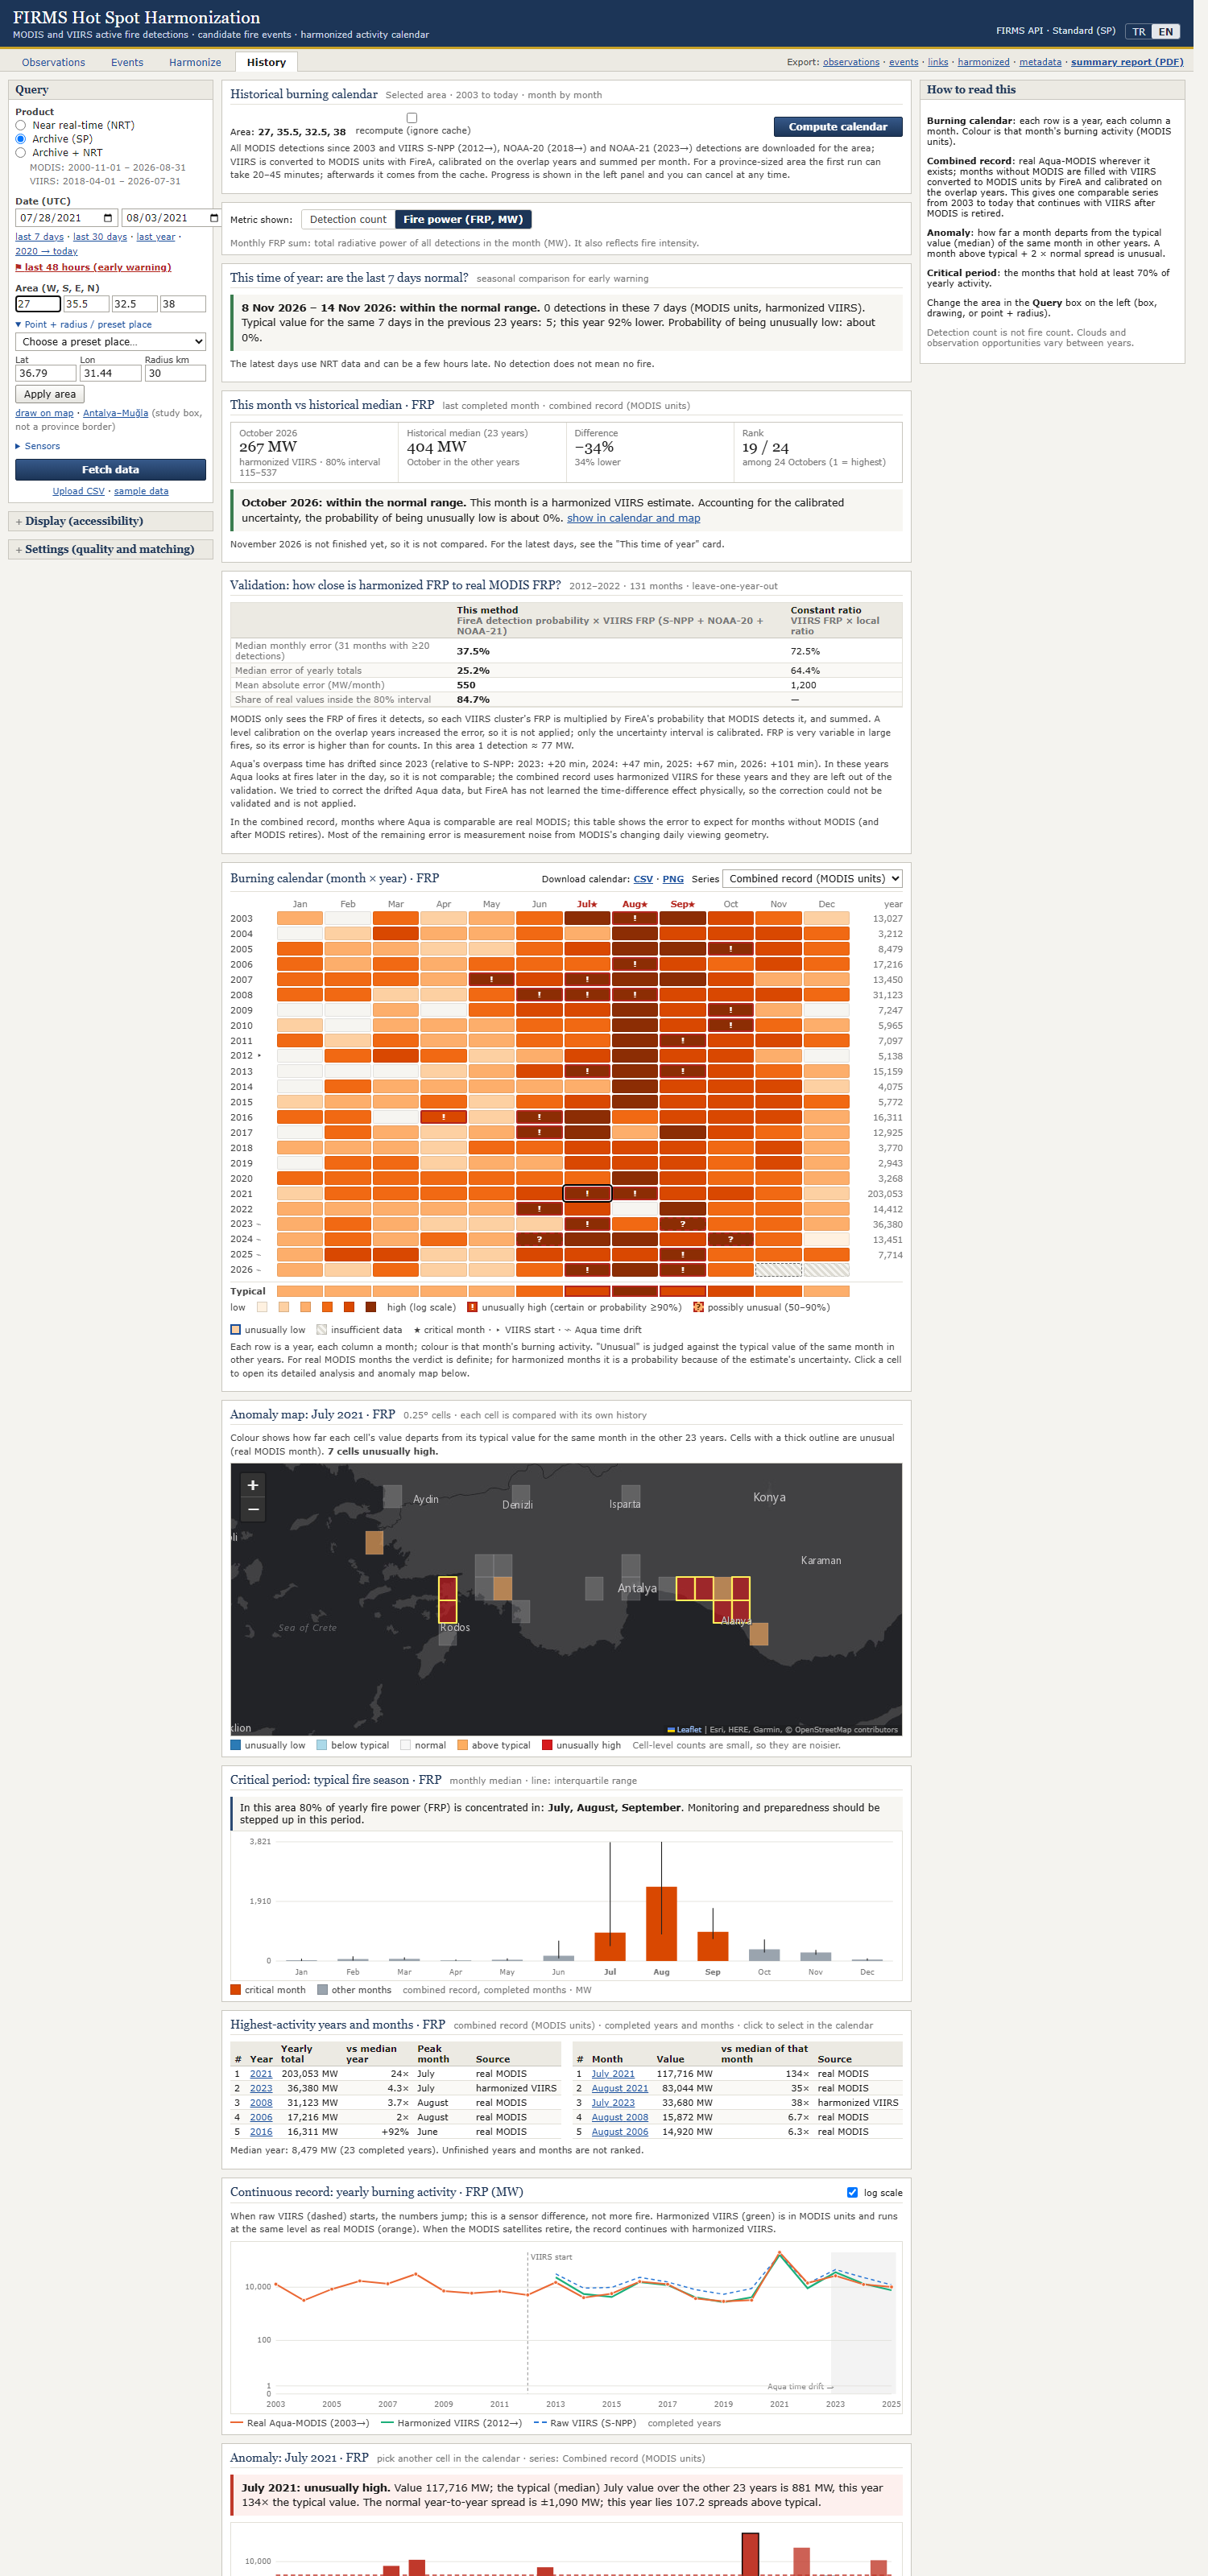 FIRMS Hot Spot Harmonization
MODIS and VIIRS active fire detections · candidate fire events · harmonized activity calendar
FIRMS API · Standard (SP) TR EN
Observations Events Harmonize History
Export: observations · events · links · harmonized · metadata · summary report (PDF)
Query
Product
Near real-time (NRT)
Archive (SP)
Archive + NRT
MODIS: 2000-11-01 – 2026-08-31
VIIRS: 2018-04-01 – 2026-07-31
Date (UTC)
07/28/2021 08/03/2021
last 7 days · last 30 days · last year ·
2020 → today
⚑ last 48 hours (early warning)
Area (W, S, E, N)
27 35.5 32.5 38
▼ Point + radius / preset place
Choose a preset place...
Lat Lon Radius km
36.79 31.44 30
Apply area
draw on map · Antalya–Muğla (study box,
not a province border)
▶ Sensors
Fetch data
Upload CSV · sample data
+ Display (accessibility)
+ Settings (quality and matching)
Historical burning calendar Selected area · 2003 to today · month by month
Area: 27, 35.5, 32.5, 38 recompute (ignore cache) Compute calendar
All MODIS detections since 2003 and VIIRS S-NPP (2012→), NOAA-20 (2018→) and NOAA-21 (2023→) detections are downloaded for the area;
VIIRS is converted to MODIS units with FireA, calibrated on the overlap years and summed per month. For a province-sized area the first run can
take 20–45 minutes; afterwards it comes from the cache. Progress is shown in the left panel and you can cancel at any time.
Metric shown: Detection count Fire power (FRP, MW)
Monthly FRP sum: total radiative power of all detections in the month (MW). It also reflects fire intensity.
This time of year: are the last 7 days normal? seasonal comparison for early warning
8 Nov 2026 – 14 Nov 2026: within the normal range. 0 detections in these 7 days (MODIS units, harmonized VIIRS).
Typical value for the same 7 days in the previous 23 years: 5; this year 92% lower. Probability of being unusually low: about
0%.
The latest days use NRT data and can be a few hours late. No detection does not mean no fire.
This month vs historical median · FRP last completed month · combined record (MODIS units)
October 2026 Historical median (23 years) Difference Rank
267 MW 404 MW −34% 19 / 24
harmonized VIIRS · 80% interval October in the other years 34% lower among 24 Octobers (1 = highest)
115–537
October 2026: within the normal range. This month is a harmonized VIIRS estimate. Accounting for the calibrated
uncertainty, the probability of being unusually low is about 0%. show in calendar and map
November 2026 is not finished yet, so it is not compared. For the latest days, see the "This time of year" card.
Validation: how close is harmonized FRP to real MODIS FRP? 2012–2022 · 131 months · leave-one-year-out
This method Constant ratio
FireA detection probability × VIIRS FRP (S-NPP + NOAA-20 + VIIRS FRP × local
NOAA-21) ratio
Median monthly error (31 months with ≥20 37.5% 72.5%
detections)
Median error of yearly totals 25.2% 64.4%
Mean absolute error (MW/month) 550 1,200
Share of real values inside the 80% interval 84.7% —
MODIS only sees the FRP of fires it detects, so each VIIRS cluster's FRP is multiplied by FireA's probability that MODIS detects it, and summed. A
level calibration on the overlap years increased the error, so it is not applied; only the uncertainty interval is calibrated. FRP is very variable in large
fires, so its error is higher than for counts. In this area 1 detection ≈ 77 MW.
Aqua's overpass time has drifted since 2023 (relative to S-NPP: 2023: +20 min, 2024: +47 min, 2025: +67 min, 2026: +101 min). In these years
Aqua looks at fires later in the day, so it is not comparable; the combined record uses harmonized VIIRS for these years and they are left out of the
validation. We tried to correct the drifted Aqua data, but FireA has not learned the time-difference effect physically, so the correction could not be
validated and is not applied.
In the combined record, months where Aqua is comparable are real MODIS; this table shows the error to expect for months without MODIS (and
after MODIS retires). Most of the remaining error is measurement noise from MODIS's changing daily viewing geometry.
Burning calendar (month × year) · FRP Download calendar: CSV · PNG Series Combined record (MODIS units)
Jan Feb Mar Apr May Jun Jul★ Aug★ Sep★ Oct Nov Dec year
2003 ! 13,027
2004 3,212
2005 ! 8,479
2006 ! 17,216
2007 ! ! 13,450
2008 ! ! ! 31,123
2009 ! 7,247
2010 ! 5,965
2011 ! 7,097
2012 ‣ 5,138
2013 ! ! 15,159
2014 4,075
2015 5,772
2016 ! ! 16,311
2017 ! 12,925
2018 3,770
2019 2,943
2020 3,268
2021 ! ! 203,053
2022 ! 14,412
2023 ~ ! ? 36,380
2024 ~ ? ? 13,451
2025 ~ ! 7,714
2026 ~ ! !
Typical
low high (log scale) ! unusually high (certain or probability ≥90%) ? possibly unusual (50–90%)
unusually low insufficient data ★ critical month · ‣ VIIRS start · ~ Aqua time drift
Each row is a year, each column a month; colour is that month's burning activity. "Unusual" is judged against the typical value of the same month in
other years. For real MODIS months the verdict is definite; for harmonized months it is a probability because of the estimate's uncertainty. Click a cell
to open its detailed analysis and anomaly map below.
Anomaly map: July 2021 · FRP 0.25° cells · each cell is compared with its own history
Colour shows how far each cell's value departs from its typical value for the same month in the other 23 years. Cells with a thick outline are unusual
(real MODIS month). 7 cells unusually high.
+
−
Aydin Denizli Isparta Konya
oli
Karaman
Antalya
Alanya
Sea of Crete Rodos
klion
Leaflet | Esri, HERE, Garmin, © OpenStreetMap contributors
unusually low below typical normal above typical unusually high Cell-level counts are small, so they are noisier.
Critical period: typical fire season · FRP monthly median · line: interquartile range
In this area 80% of yearly fire power (FRP) is concentrated in: July, August, September. Monitoring and preparedness should be
stepped up in this period.
3,821
1,910
0
Jan Feb Mar Apr May Jun Jul Aug Sep Oct Nov Dec
critical month other months combined record, completed months · MW
Highest-activity years and months · FRP combined record (MODIS units) · completed years and months · click to select in the calendar
# Year Yearly total vs median year Peak month Source
1 2021 203,053 MW 24× July real MODIS
2 2023 36,380 MW 4.3× July harmonized VIIRS
3 2008 31,123 MW 3.7× August real MODIS
4 2006 17,216 MW 2× August real MODIS
5 2016 16,311 MW +92% June real MODIS
# Month Value vs median of that month Source
1 July 2021 117,716 MW 134× real MODIS
2 August 2021 83,044 MW 35× real MODIS
3 July 2023 33,680 MW 38× harmonized VIIRS
4 August 2008 15,872 MW 6.7× real MODIS
5 August 2006 14,920 MW 6.3× real MODIS
Median year: 8,479 MW (23 completed years). Unfinished years and months are not ranked.
Continuous record: yearly burning activity · FRP (MW) log scale
When raw VIIRS (dashed) starts, the numbers jump; this is a sensor difference, not more fire. Harmonized VIIRS (green) is in MODIS units and runs
at the same level as real MODIS (orange). When the MODIS satellites retire, the record continues with harmonized VIIRS.
VIIRS start
10,000
100
1
0
Aqua time drift →
2003 2005 2007 2009 2011 2013 2015 2017 2019 2021 2023 2025
Real Aqua-MODIS (2003→) Harmonized VIIRS (2012→) Raw VIIRS (S-NPP) completed years
Anomaly: July 2021 · FRP pick another cell in the calendar · series: Combined record (MODIS units)
July 2021: unusually high. Value 117,716 MW; the typical (median) July value over the other 23 years is 881 MW, this year
134× the typical value. The normal year-to-year spread is ±1,090 MW; this year lies 107.2 spreads above typical.
10,000
How to read this
Burning calendar: each row is a year, each column a
month. Colour is that month's burning activity (MODIS
units).
Combined record: real Aqua-MODIS wherever it
exists; months without MODIS are filled with VIIRS
converted to MODIS units by FireA and calibrated on
the overlap years. This gives one comparable series
from 2003 to today that continues with VIIRS after
MODIS is retired.
Anomaly: how far a month departs from the typical
value (median) of the same month in other years. A
month above typical + 2 × normal spread is unusual.
Critical period: the months that hold at least 70% of
yearly activity.
Change the area in the Query box on the left (box,
drawing, or point + radius).
Detection count is not fire count. Clouds and
observation opportunities vary between years.